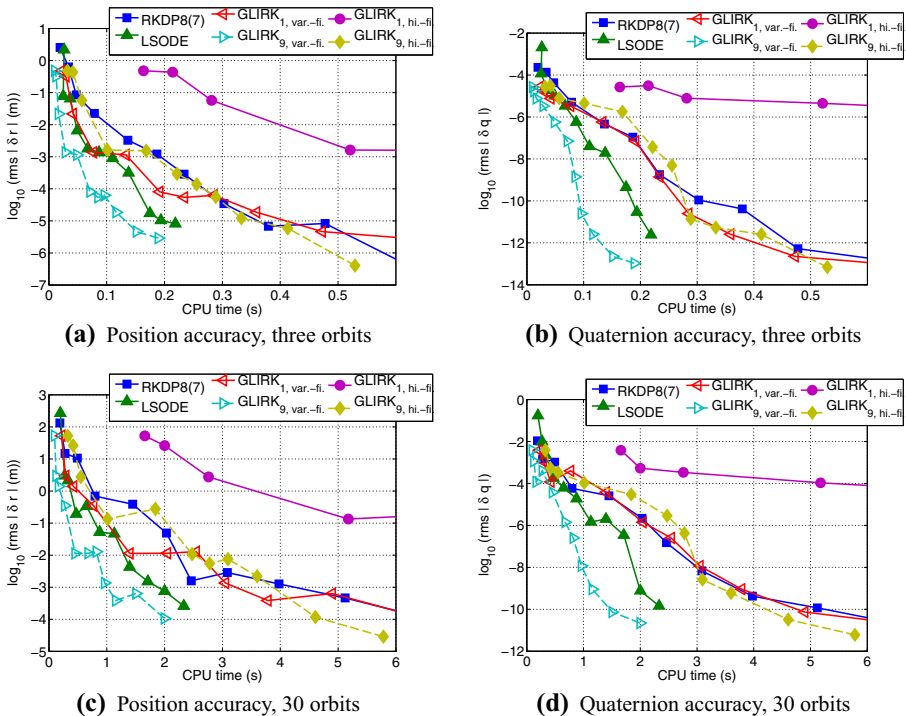 RKDP8(7)
LSODE
GLIRK1, var.-fi.
GLIRK9, var.-fi.
GLIRK1, hi.-fi.
GLIRK9, hi.-fi.
log10 (rms | δ r | (m))
1
0
−1
−2
−3
−4
−5
−6
−7
0 0.1 0.2 0.3 0.4 0.5
CPU time (s)
(a) Position accuracy, three orbits
RKDP8(7)
LSODE
GLIRK1, var.-fi.
GLIRK9, var.-fi.
GLIRK1, hi.-fi.
GLIRK9, hi.-fi.
log10 (rms | δ q |)
−2
−4
−6
−8
−10
−12
−14
0 0.1 0.2 0.3 0.4 0.5
CPU time (s)
(b) Quaternion accuracy, three orbits
RKDP8(7)
LSODE
GLIRK1, var.-fi.
GLIRK9, var.-fi.
GLIRK1, hi.-fi.
GLIRK9, hi.-fi.
log10 (rms | δ r | (m))
3
2
1
0
−1
−2
−3
−4
−5
0 1 2 3 4 5 6
CPU time (s)
(c) Position accuracy, 30 orbits
RKDP8(7)
LSODE
GLIRK1, var.-fi.
GLIRK9, var.-fi.
GLIRK1, hi.-fi.
GLIRK9, hi.-fi.
log10 (rms | δ q |)
0
−2
−4
−6
−8
−10
−12
0 1 2 3 4 5 6
CPU time (s)
(d) Quaternion accuracy, 30 orbits